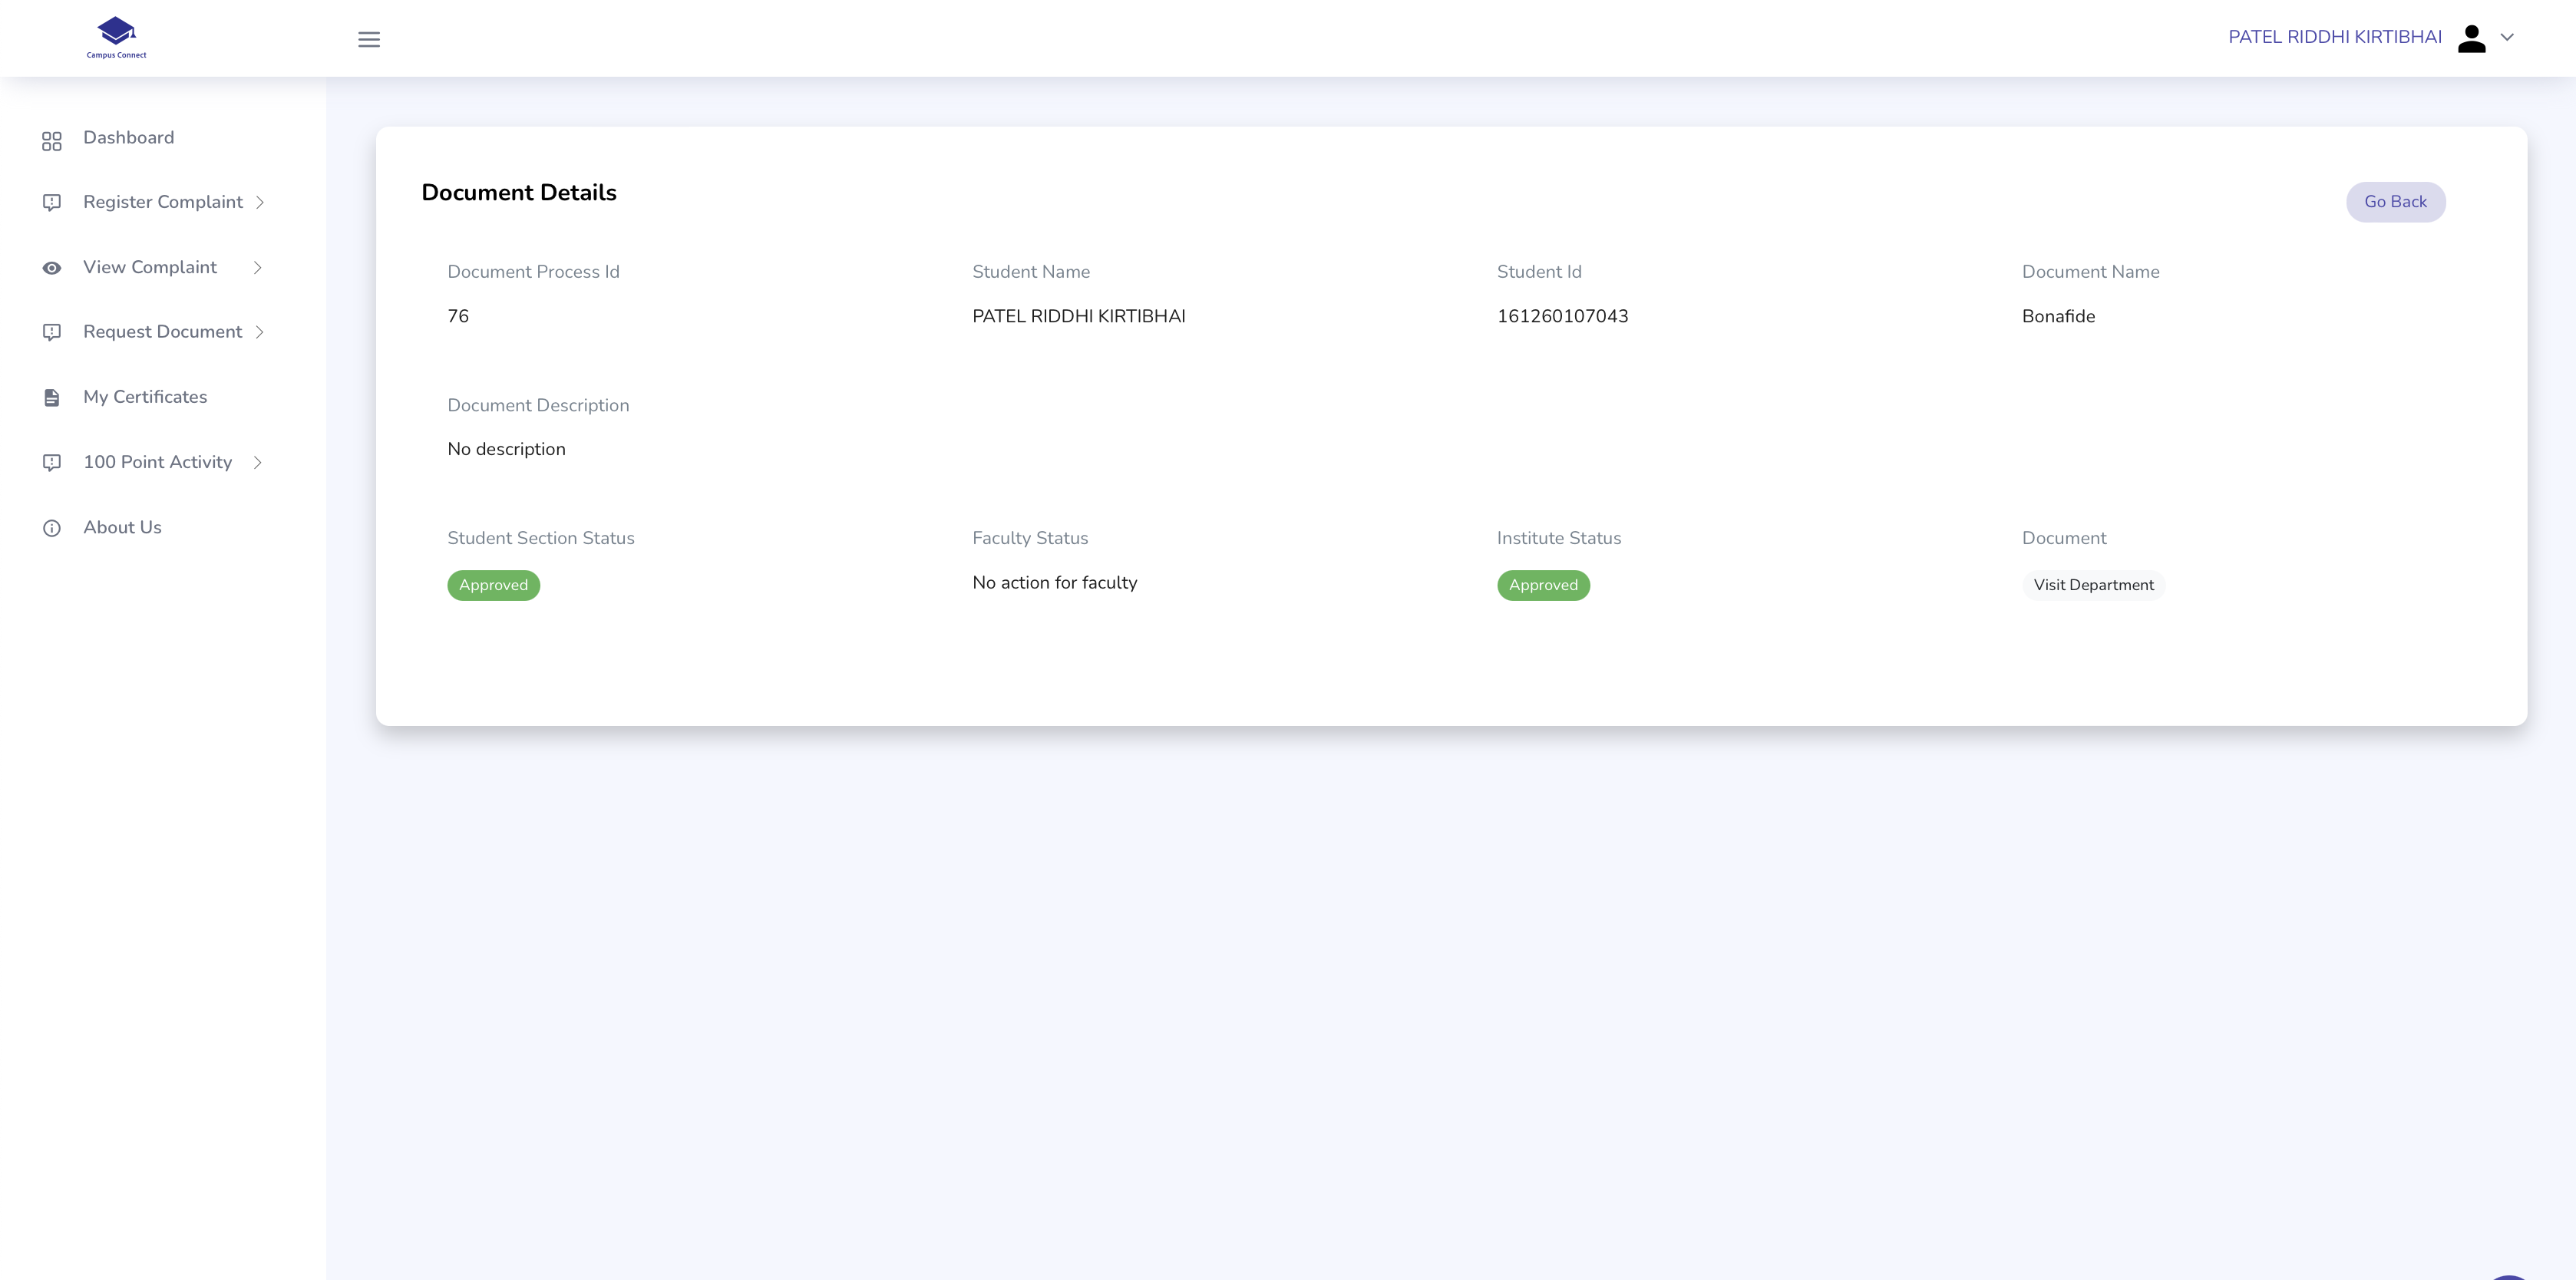 Campus Connect
PATEL RIDDHI KIRTIBHAI
Dashboard
Register Complaint
View Complaint
Request Document
My Certificates
100 Point Activity
About Us
Document Details
Go Back
Document Process Id Student Name Student Id Document Name
76 PATEL RIDDHI KIRTIBHAI 161260107043 Bonafide
Document Description
No description
Student Section Status Faculty Status Institute Status Document
Approved No action for faculty Approved Visit Department